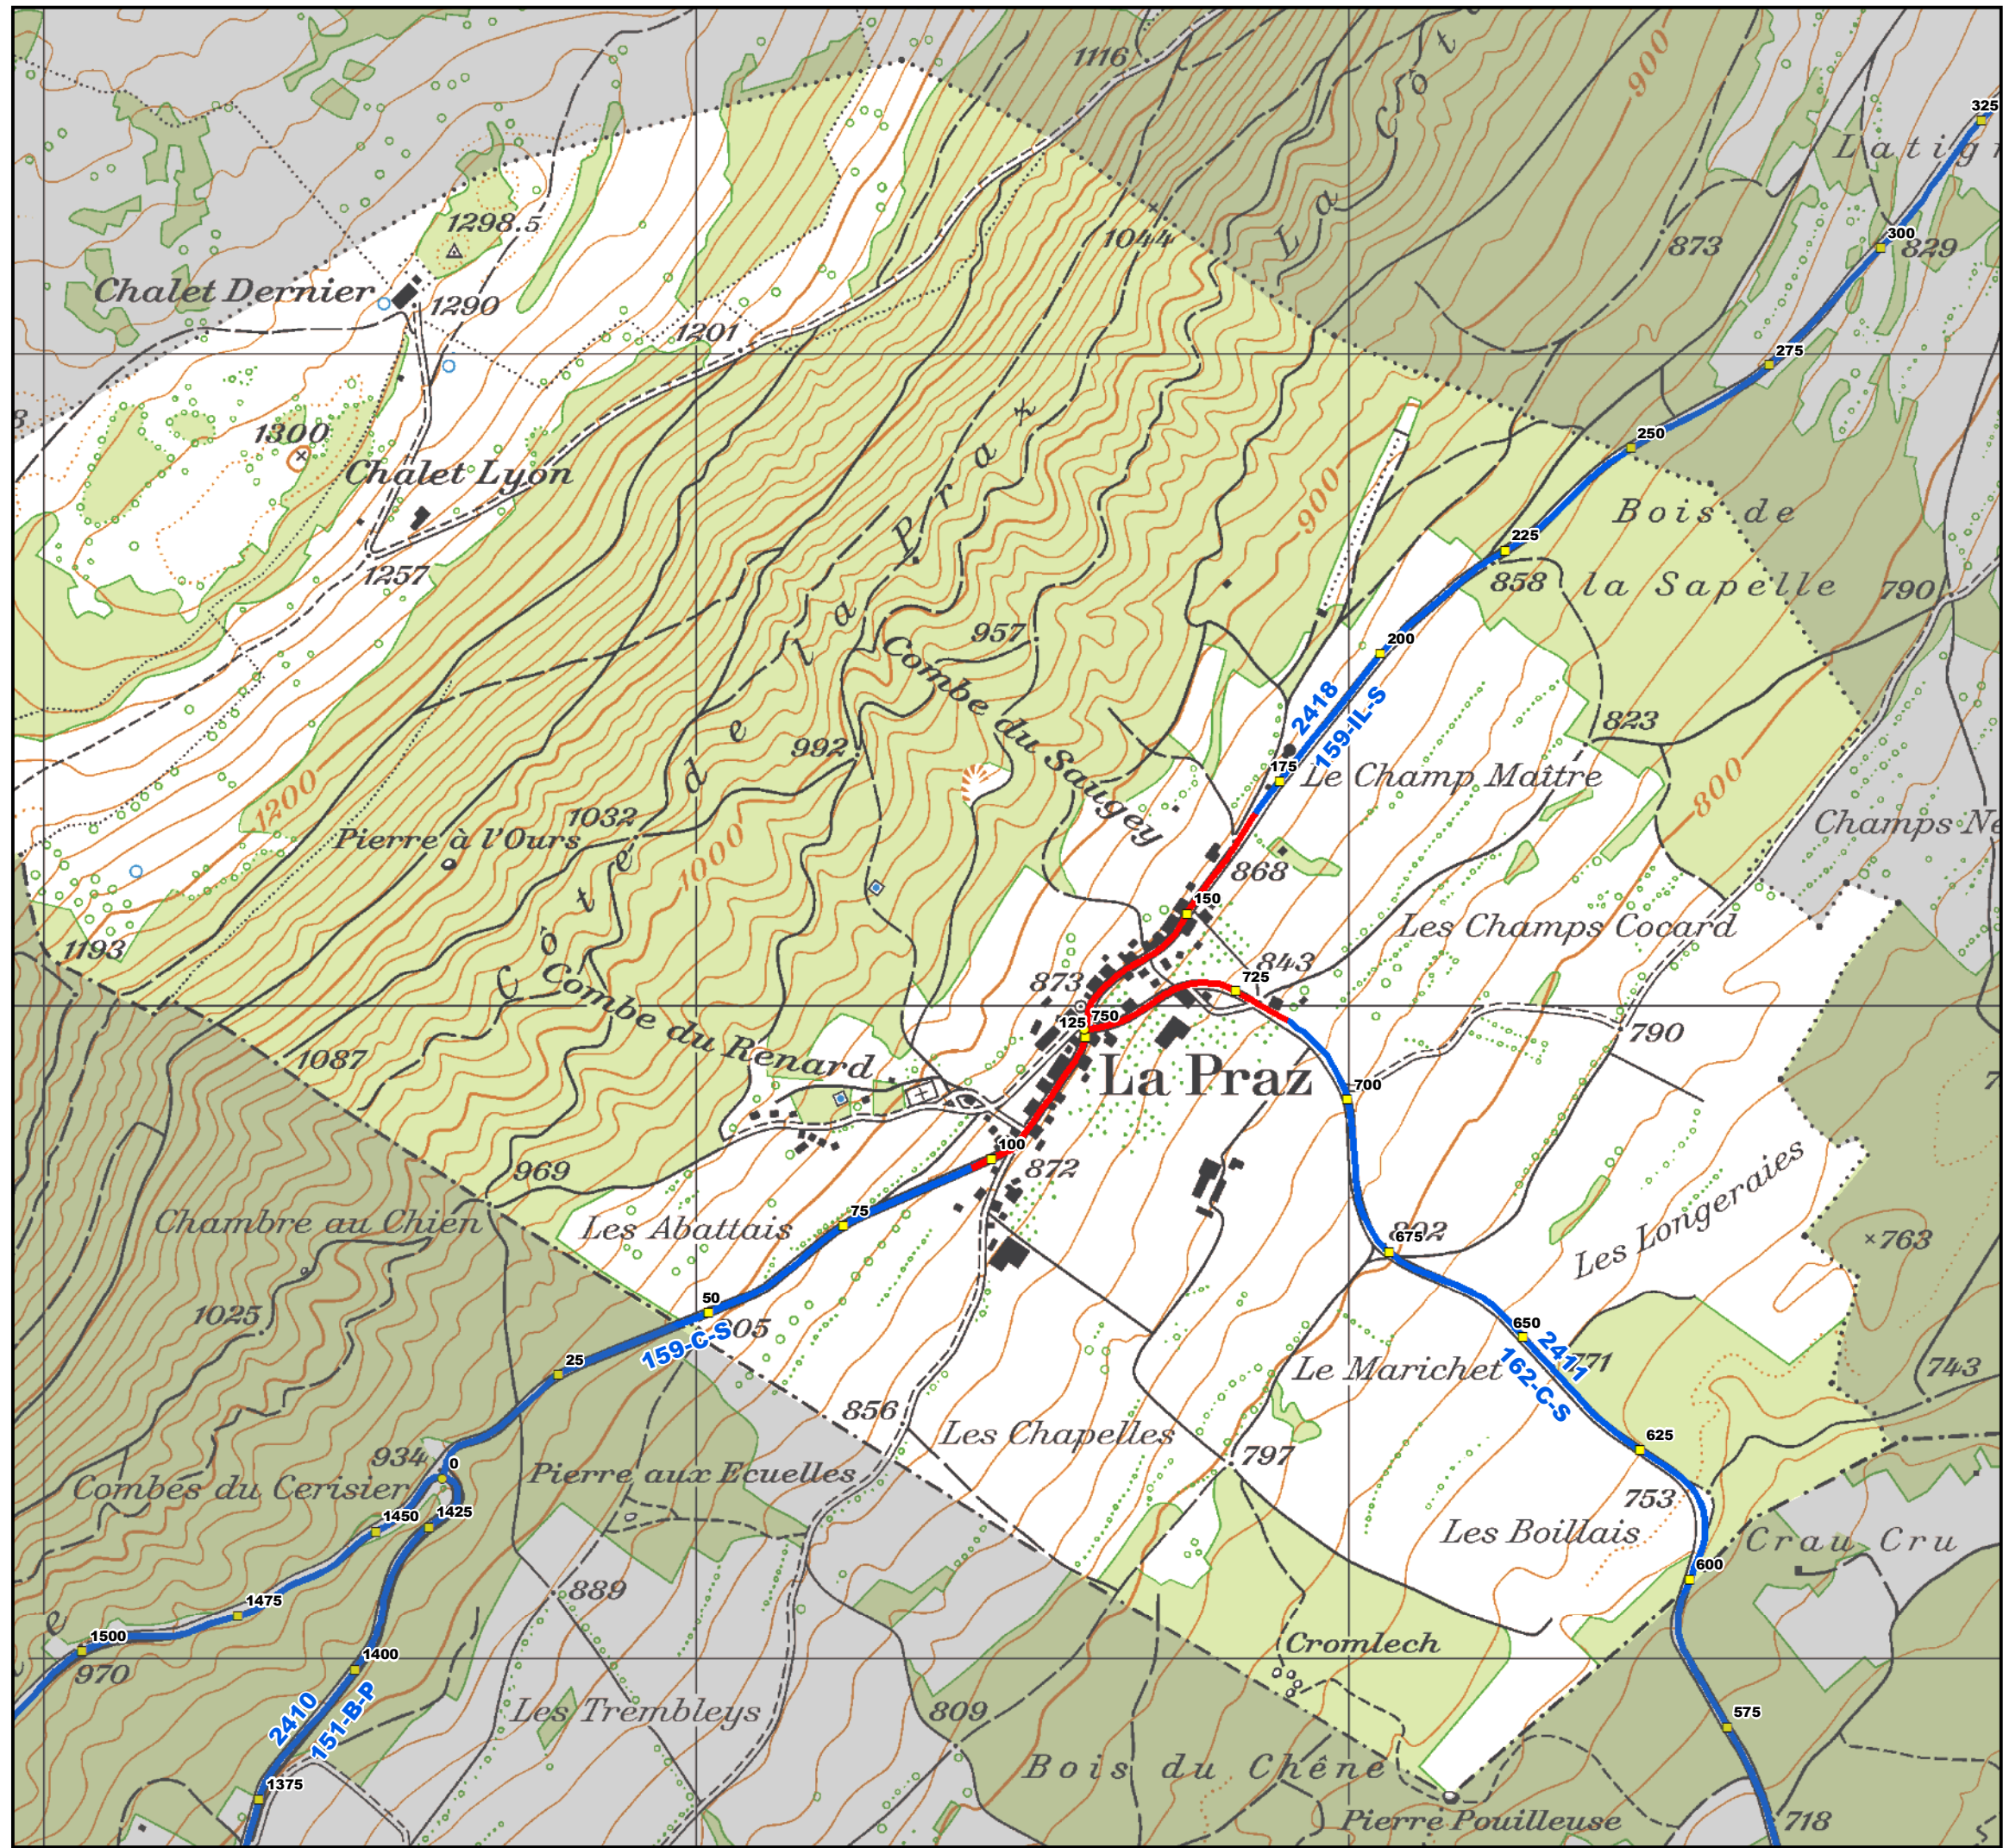 1116
La Côt
900
325
Latign
300
829
873
1298.5
Chalet Dernier
1290
1044
1201
275
1300
Chalet Lyon
900
250
Bois de
la Sapelle
225
858
790
1257
Côte de la Praz
957
Combe du Saugey
200
2418
159-IL-S
823
992
175
Le Champ Maître
800
1200
1032
Pierre à l'Ours
1000
Champs Ne
868
150
Les Champs Cocard
1193
Combe du Renard
873
843
725
125
750
790
1087
La Praz
700
100
872
969
Chambre au Chien
Les Abattais
75
802
675
Les Longeraies
763
1025
50
905
159-C-S
25
650
2411
771
162-C-S
Le Marichet
743
856
Les Chapelles
797
625
934
0
Combes du Cerisier
Pierre aux Ecuelles
1450
1425
753
Les Boillais
Crau Cru
600
889
1475
1500
970
1400
Cromlech
2410
151-B-P
Les Trembleys
809
575
Bois du Chêne
1375
Pierre Pouilleuse
718